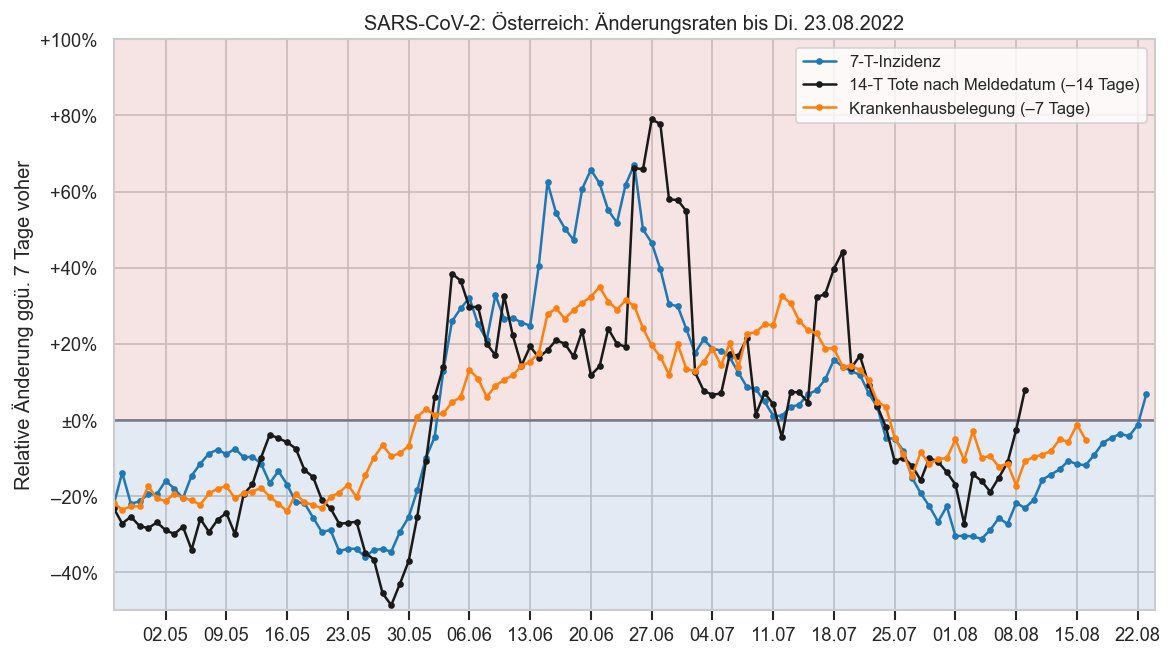 SARS-CoV-2: Österreich: Änderungsraten bis Di. 23.08.2022
Relative Änderung ggü. 7 Tage voher
+100%
+80%
+60%
+40%
+20%
±0%
–20%
–40%
7-T-Inzidenz
14-T Tote nach Meldedatum (–14 Tage)
Krankenhausbelegung (–7 Tage)
02.05 09.05 16.05 23.05 30.05 06.06 13.06 20.06 27.06 04.07 11.07 18.07 25.07 01.08 08.08 15.08 22.08